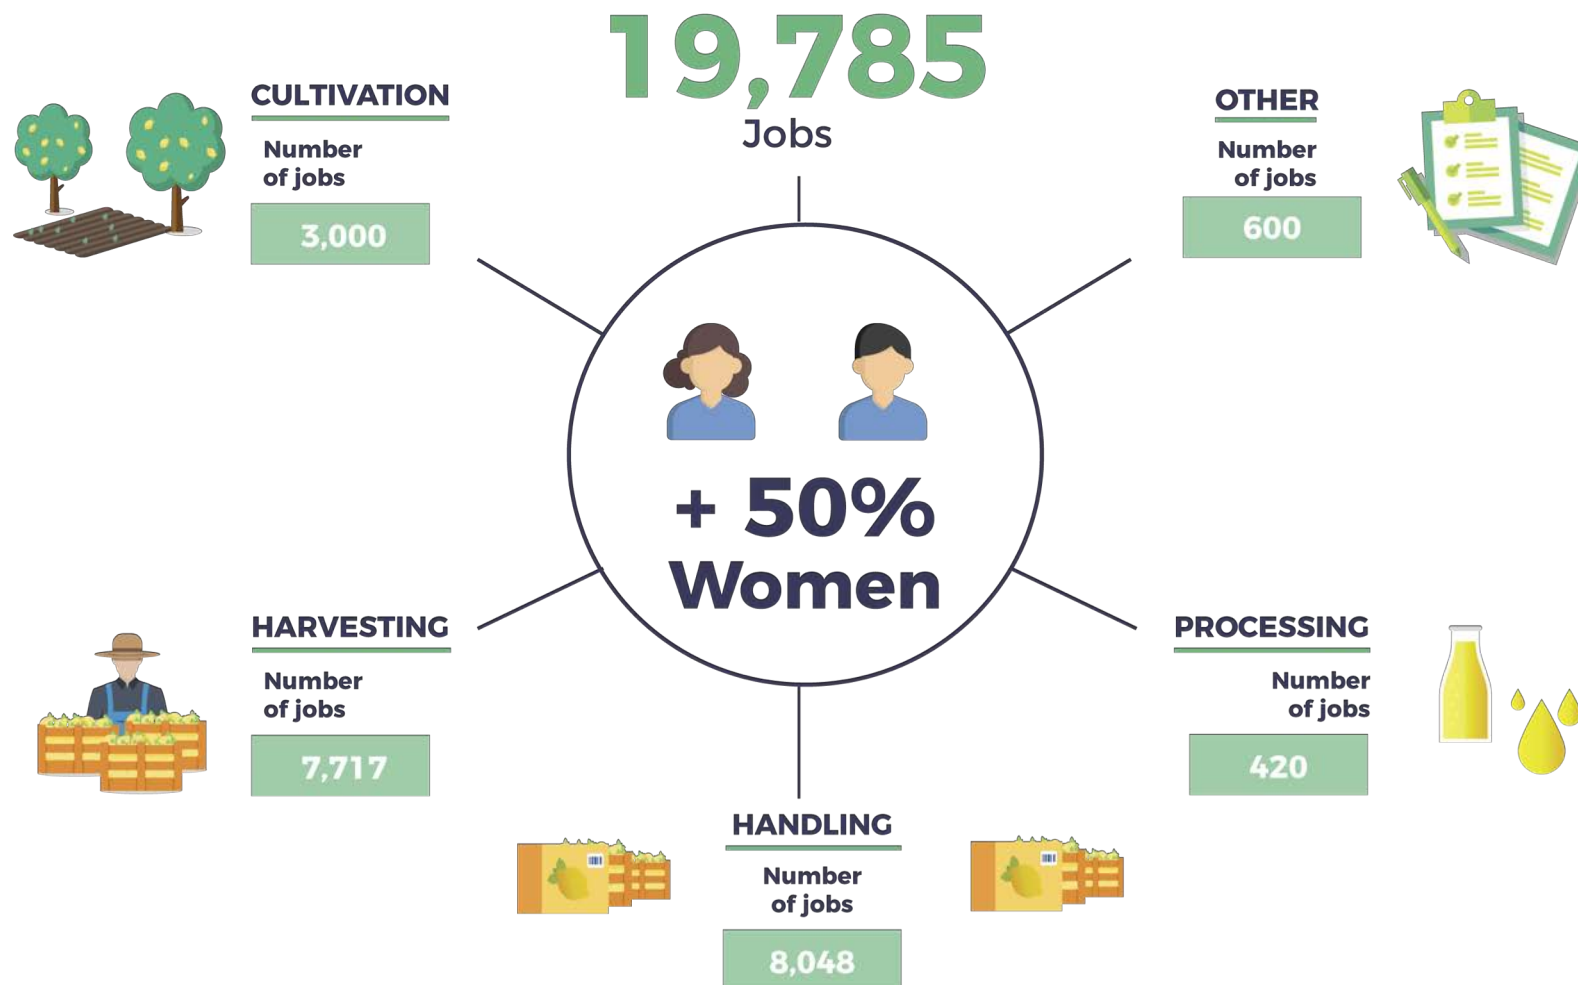 19,785
Jobs
CULTIVATION
Number
of jobs
3,000
OTHER
Number
of jobs
600
+ 50%
Women
HARVESTING
Number
of jobs
7,717
PROCESSING
Number
of jobs
420
HANDLING
Number
of jobs
8,048